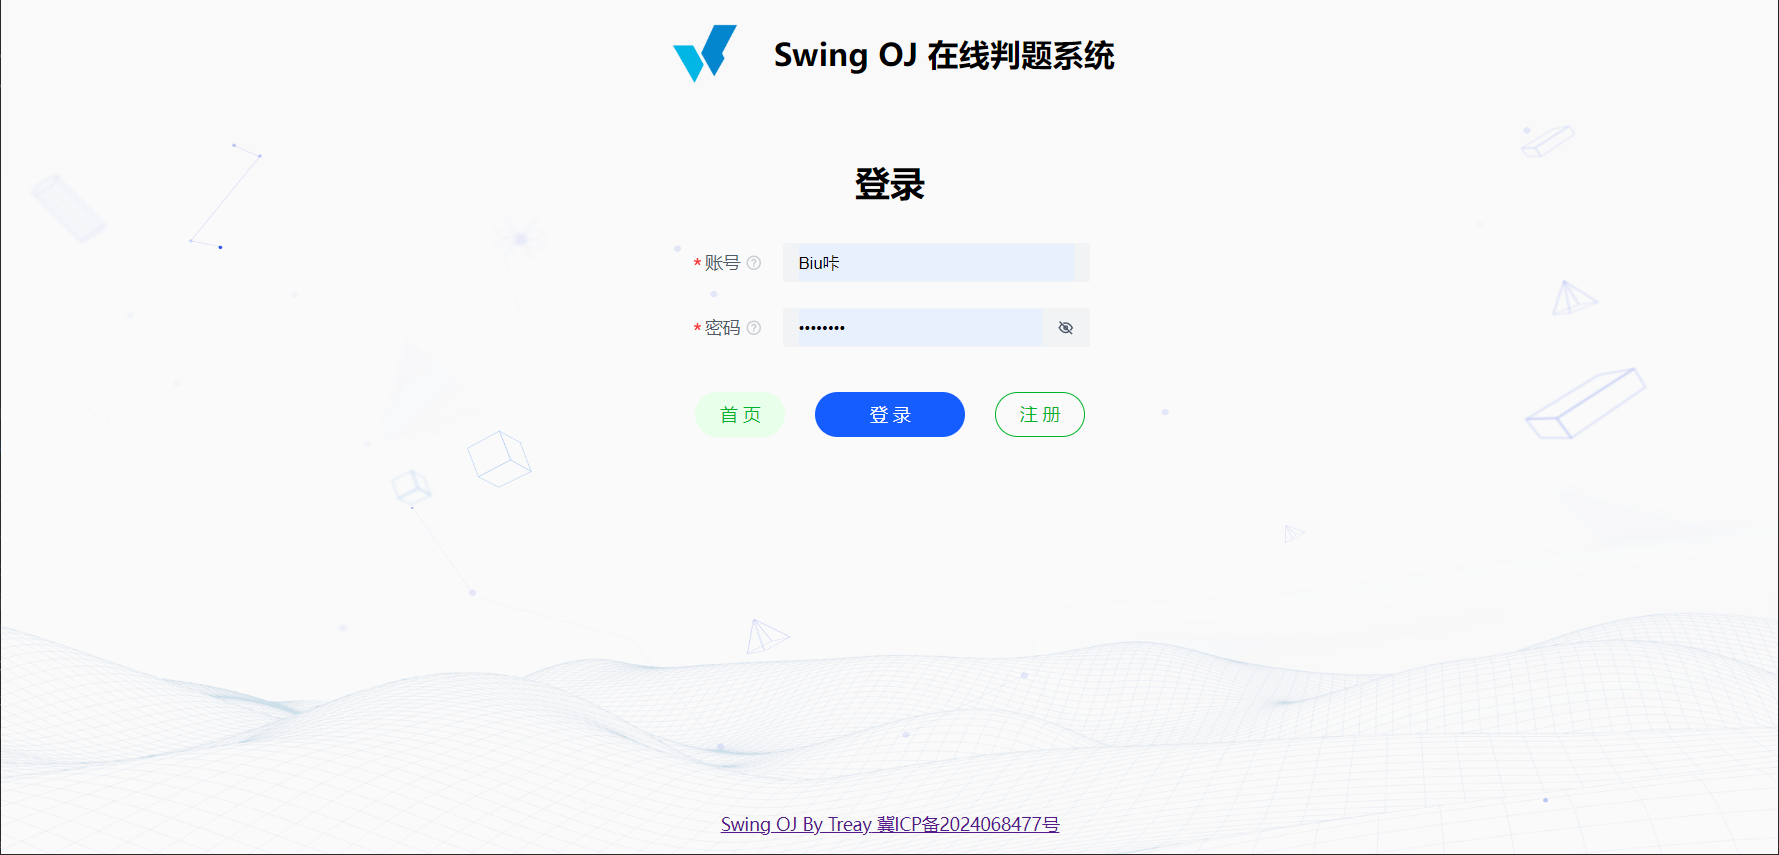 Swing OJ 在线判题系统
登录
* 账号
Biu咔
* 密码
••••••••
首页 登录 注册
Swing OJ By Treay 冀ICP备2024068477号